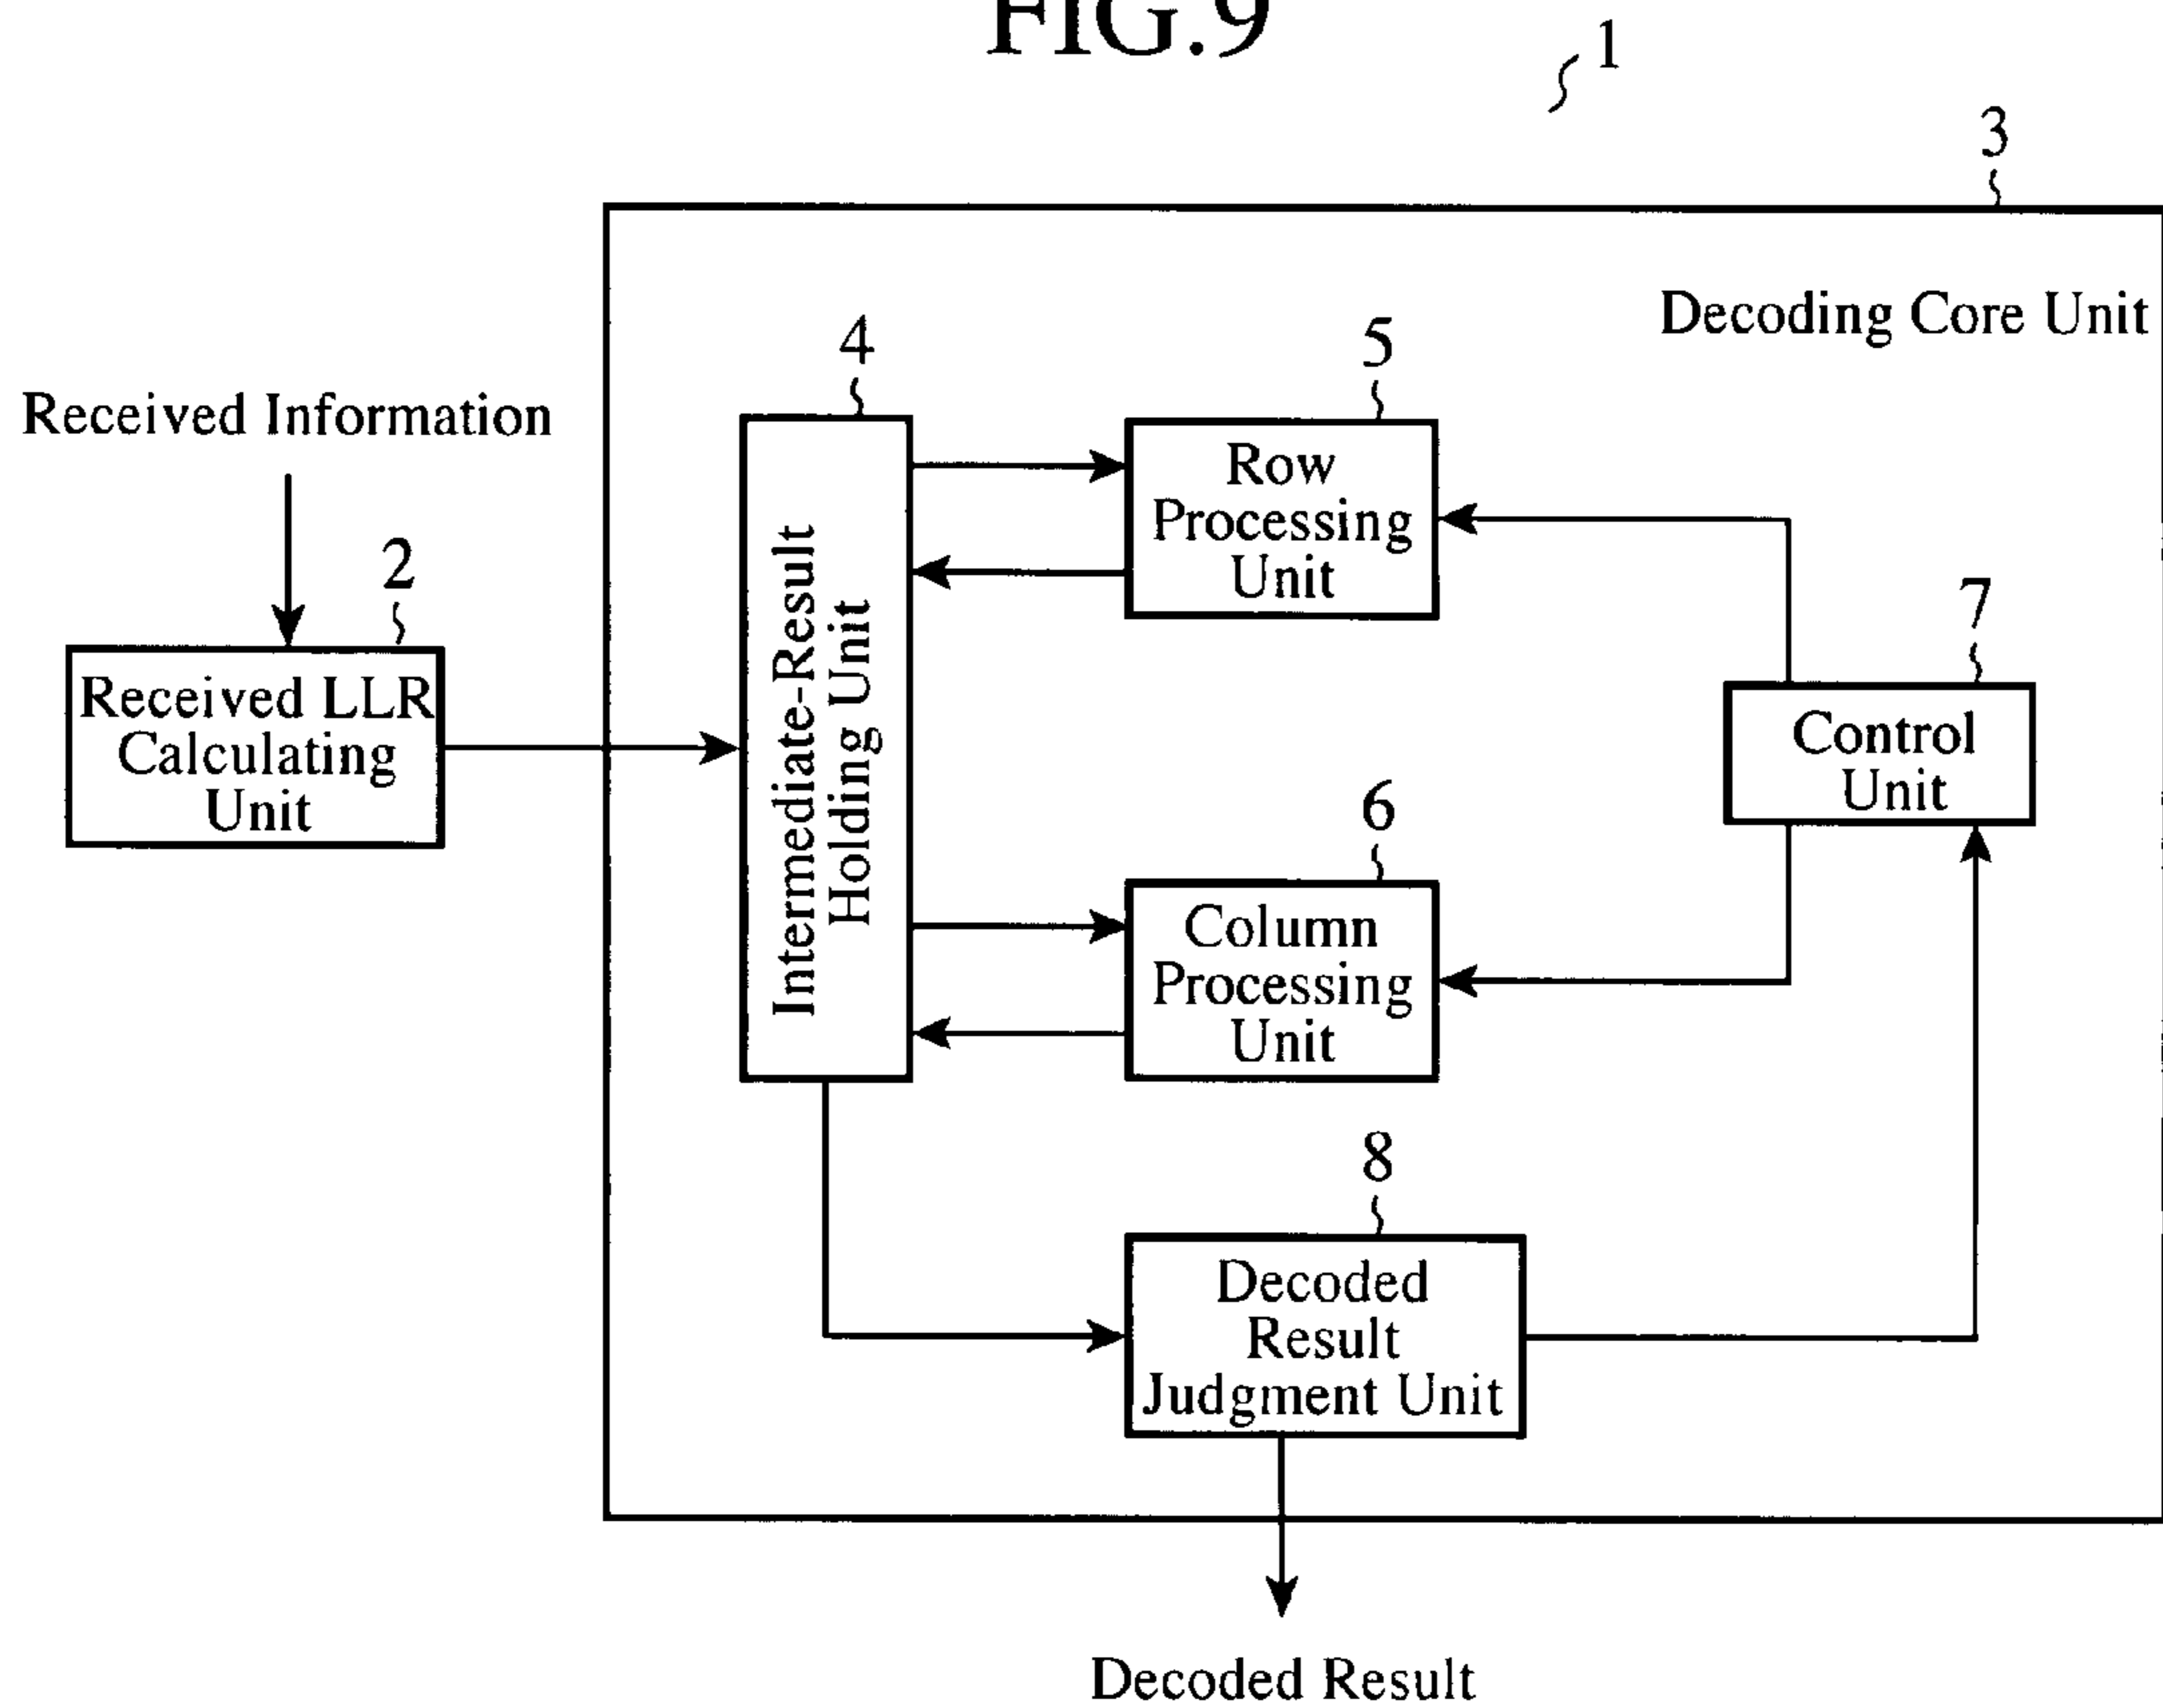 FIG.9
1
3
Decoding Core Unit
4
5
Received Information
Row
Processing
Unit
2
Intermediate-Result
Holding Unit
7
Received LLR
Calculating
Unit
Control
Unit
6
Column
Processing
Unit
8
Decoded
Result
Judgment Unit
Decoded Result